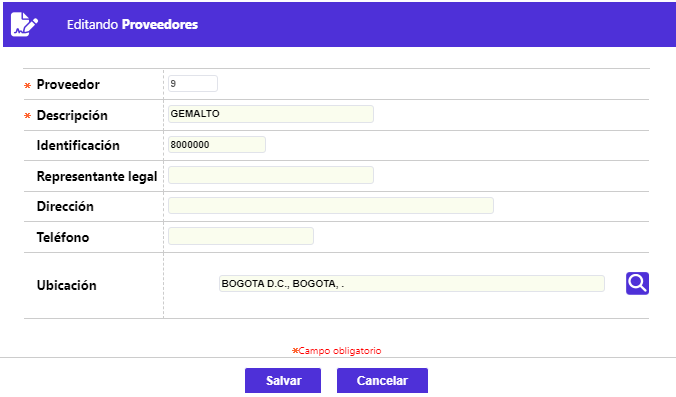 Editando Proveedores
* Proveedor 9
* Descripción GEMALTO
Identificación 8000000
Representante legal
Dirección
Teléfono
Ubicación BOGOTA D.C., BOGOTA, .
*Campo obligatorio
Salvar Cancelar